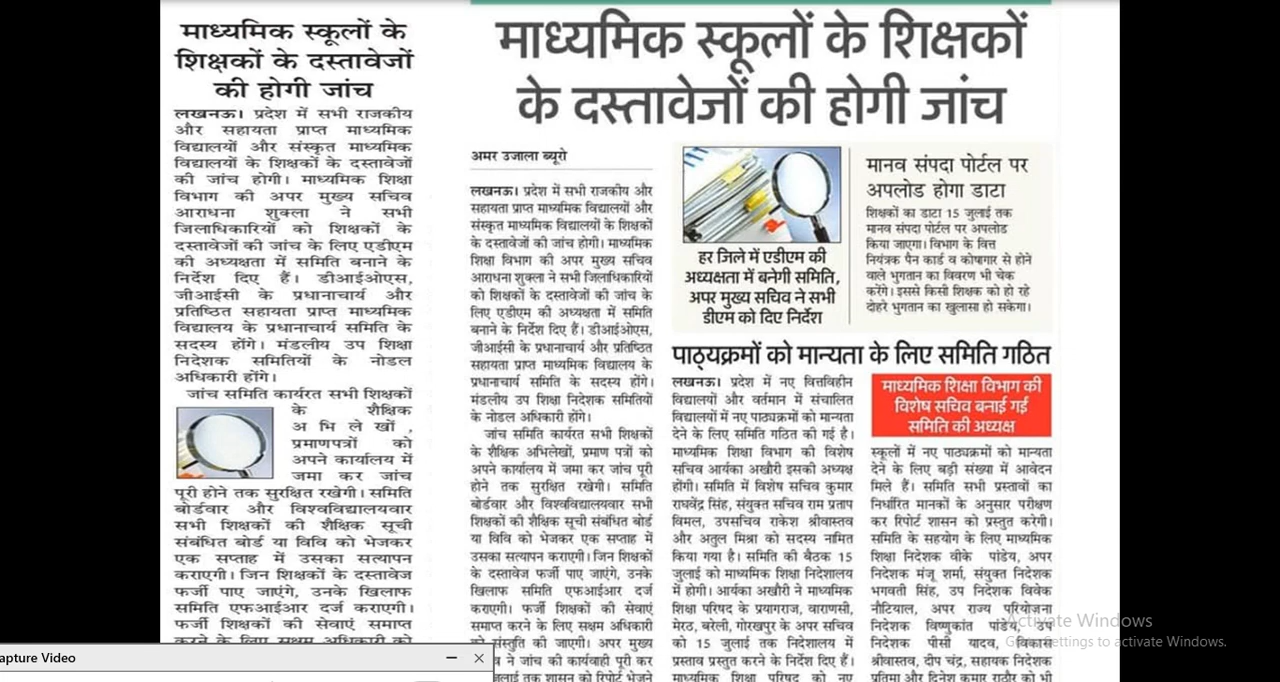 माध्यमिक स्कूलों के
शिक्षकों के दस्तावेजों
की होगी जांच
लखनऊ। प्रदेश में सभी राजकीय
और सहायता प्राप्त माध्यमिक
विद्यालयों और संस्कृत माध्यमिक
विद्यालयों के शिक्षकों के दस्तावेजों
की जांच होगी। माध्यमिक शिक्षा
विभाग की अपर मुख्य सचिव
आराधना शुक्ला ने सभी
जिलाधिकारियों को शिक्षकों के
दस्तावेजों की जांच के लिए एडीएम
की अध्यक्षता में समिति बनाने के
निर्देश दिए हैं। डीआईओएस,
जीआईसी के प्रधानाचार्य और
प्रतिष्ठित सहायता प्राप्त माध्यमिक
विद्यालय के प्रधानाचार्य समिति के
सदस्य होंगे। मंडलीय उप शिक्षा
निदेशक समितियों के नोडल
अधिकारी होंगे।
जांच समिति कार्यरत सभी शिक्षकों
के शैक्षिक
अभिलेखों,
प्रमाणपत्रों को
अपने कार्यालय में
जमा कर जांच
पूरी होने तक सुरक्षित रखेगी। समिति
बोर्डवार और विश्वविद्यालयवार
सभी शिक्षकों की शैक्षिक सूची
संबंधित बोर्ड या विवि को भेजकर
एक सप्ताह में उसका सत्यापन
कराएगी। जिन शिक्षकों के दस्तावेज
फर्जी पाए जाएंगे, उनके खिलाफ
समिति एफआईआर दर्ज कराएगी।
फर्जी शिक्षकों की सेवाएं समाप्त
करने के लिए सक्षम अधिकारी को
माध्यमिक स्कूलों के शिक्षकों
के दस्तावेजों की होगी जांच
अमर उजाला ब्यूरो
लखनऊ। प्रदेश में सभी राजकीय और
सहायता प्राप्त माध्यमिक विद्यालयों और
संस्कृत माध्यमिक विद्यालयों के शिक्षकों
के दस्तावेजों की जांच होगी। माध्यमिक
शिक्षा विभाग की अपर मुख्य सचिव
आराधना शुक्ला ने सभी जिलाधिकारियों
को शिक्षकों के दस्तावेजों की जांच के
लिए एडीएम की अध्यक्षता में समिति
बनाने के निर्देश दिए हैं। डीआईओएस,
जीआईसी के प्रधानाचार्य और प्रतिष्ठित
सहायता प्राप्त माध्यमिक विद्यालय के
प्रधानाचार्य समिति के सदस्य होंगे।
मंडलीय उप शिक्षा निदेशक समितियों
के नोडल अधिकारी होंगे।
जांच समिति कार्यरत सभी शिक्षकों
के शैक्षिक अभिलेखों, प्रमाण पत्रों को
अपने कार्यालय में जमा कर जांच पूरी
होने तक सुरक्षित रखेगी। समिति
बोर्डवार और विश्वविद्यालयवार सभी
शिक्षकों की शैक्षिक सूची संबंधित बोर्ड
या विवि को भेजकर एक सप्ताह में
उसका सत्यापन कराएगी। जिन शिक्षकों
के दस्तावेज फर्जी पाए जाएंगे, उनके
खिलाफ समिति एफआईआर दर्ज
कराएगी। फर्जी शिक्षकों की सेवाएं
समाप्त करने के लिए सक्षम अधिकारी
को संस्तुति की जाएगी। अपर मुख्य
ने जांच की कार्यवाही पूरी कर
जुलाई तक शासन को रिपोर्ट भेजने
हर जिले में एडीएम की
अध्यक्षता में बनेगी समिति,
अपर मुख्य सचिव ने सभी
डीएम को दिए निर्देश
मानव संपदा पोर्टल पर
अपलोड होगा डाटा
शिक्षकों का डाटा 15 जुलाई तक
मानव संपदा पोर्टल पर अपलोड
किया जाएगा। विभाग के वित्त
नियंत्रक पैन कार्ड व कोषागार से होने
वाले भुगतान का विवरण भी चेक
करेंगे। इससे किसी शिक्षक को हो रहे
दोहरे भुगतान का खुलासा हो सकेगा।
पाठ्यक्रमों को मान्यता के लिए समिति गठित
लखनऊ। प्रदेश में नए वित्तविहीन
विद्यालयों और वर्तमान में संचालित
विद्यालयों में नए पाठ्यक्रमों को मान्यता
देने के लिए समिति गठित की गई है।
माध्यमिक शिक्षा विभाग की विशेष
सचिव आर्यका अखौरी इसकी अध्यक्ष
होंगी। समिति में विशेष सचिव कुमार
राघवेंद्र सिंह, संयुक्त सचिव राम प्रताप
विमल, उपसचिव राकेश श्रीवास्तव
और अतुल मिश्रा को सदस्य नामित
किया गया है। समिति की बैठक 15
जुलाई को माध्यमिक शिक्षा निदेशालय
में होगी। आर्यका अखौरी ने माध्यमिक
शिक्षा परिषद के प्रयागराज, वाराणसी,
मेरठ, बरेली, गोरखपुर के अपर सचिव
को 15 जुलाई तक निदेशालय में
प्रस्ताव प्रस्तुत करने के निर्देश दिए हैं।
माध्यमिक शिक्षा परिषद को नए
माध्यमिक शिक्षा विभाग की
विशेष सचिव बनाई गई
समिति की अध्यक्ष
स्कूलों में नए पाठ्यक्रमों को मान्यता
देने के लिए बड़ी संख्या में आवेदन
मिले हैं। समिति सभी प्रस्तावों का
निर्धारित मानकों के अनुसार परीक्षण
कर रिपोर्ट शासन को प्रस्तुत करेगी।
समिति के सहयोग के लिए माध्यमिक
शिक्षा निदेशक वीके पांडेय, अपर
निदेशक मंजू शर्मा, संयुक्त निदेशक
भगवती सिंह, उप निदेशक विवेक
नौटियाल, अपर राज्य परियोजना
निदेशक विष्णुकांत पांडेय, उप
निदेशक पीसी यादव, विकास
श्रीवास्तव, दीप चंद्र, सहायक निदेशक
प्रतिमा और दिनेश कुमार राठौर को भी
Activate Windows
Go to Settings to activate Windows.
apture Video